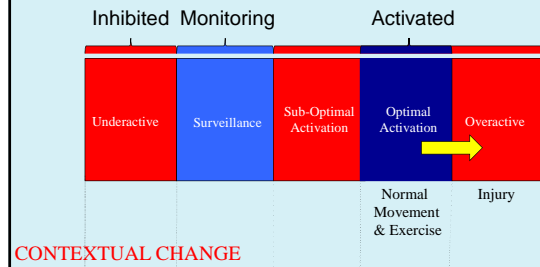 Inhibited Monitoring Activated
Underactive
Surveillance
Sub-Optimal
Activation
Optimal
Activation
Overactive
Normal
Movement
& Exercise
Injury
CONTEXTUAL CHANGE